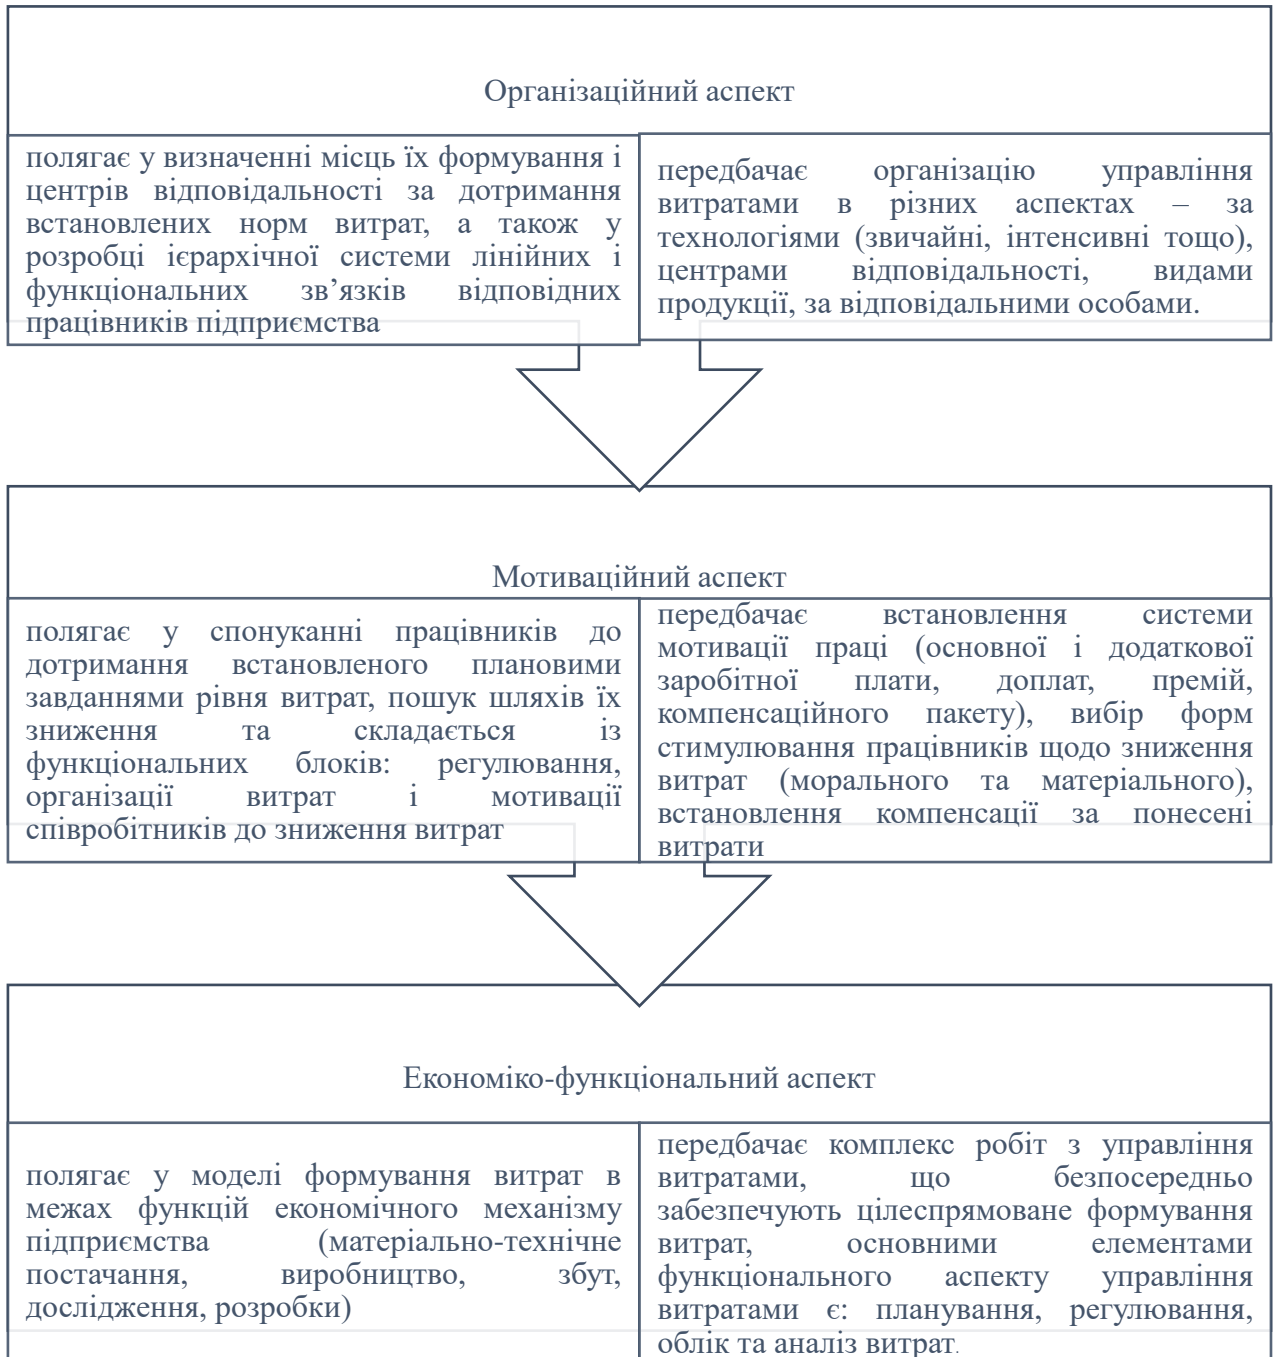 Організаційний аспект
полягає у визначенні місць їх формування і
центрів відповідальності за дотримання
встановлених норм витрат, а також у
розробці ієрархічної системи лінійних і
функціональних зв’язків відповідних
працівників підприємства
передбачає організацію управління
витратами в різних аспектах – за
технологіями (звичайні, інтенсивні тощо),
центрами відповідальності, видами
продукції, за відповідальними особами.
Мотиваційний аспект
полягає у спонуканні працівників до
дотримання встановленого плановими
завданнями рівня витрат, пошук шляхів їх
зниження та складається із
функціональних блоків: регулювання,
організації витрат і мотивації
співробітників до зниження витрат
передбачає встановлення системи
мотивації праці (основної і додаткової
заробітної плати, доплат, премій,
компенсаційного пакету), вибір форм
стимулювання працівників щодо зниження
витрат (морального та матеріального),
встановлення компенсації за понесені
витрати
Економіко-функціональний аспект
полягає у моделі формування витрат в
межах функцій економічного механізму
підприємства (матеріально-технічне
постачання, виробництво, збут,
дослідження, розробки)
передбачає комплекс робіт з управління
витратами, що безпосередньо
забезпечують цілеспрямоване формування
витрат, основними елементами
функціонального аспекту управління
витратами є: планування, регулювання,
облік та аналіз витрат.